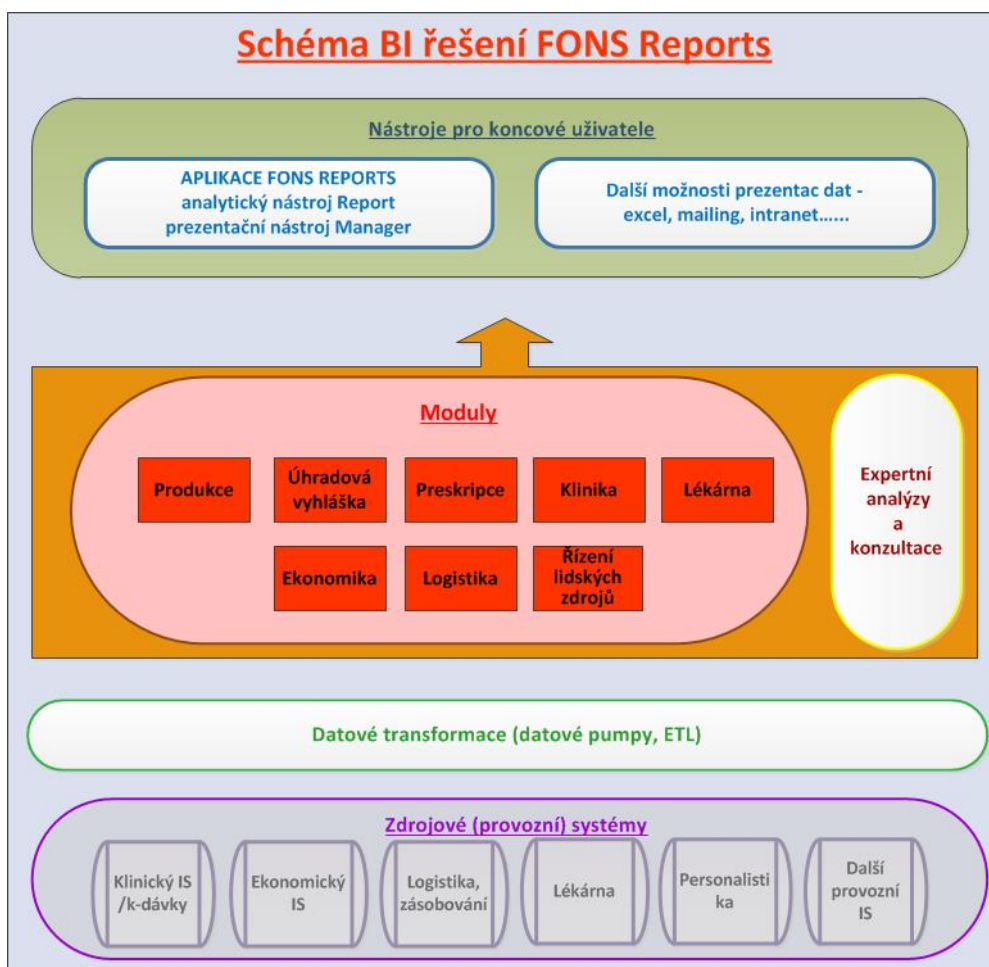 Schéma BI řešení FONS Reports
Nástroje pro koncové uživatele
APLIKACE FONS REPORTS
analytický nástroj Report
prezentační nástroj Manager
Další možnosti prezentac dat -
excel, mailing, intranet…...
Moduly
Produkce
Úhradová
vyhláška
Preskripce
Klinika
Lékárna
Ekonomika
Logistika
Řízení
lidských
zdrojů
Expertní
analýzy
a
konzultace
Datové transformace (datové pumpy, ETL)
Zdrojové (provozní) systémy
Klinický IS
/k-dávky
Ekonomický
IS
Logistika,
zásobování
Lékárna
Personalisti
ka
Další
provozní
IS